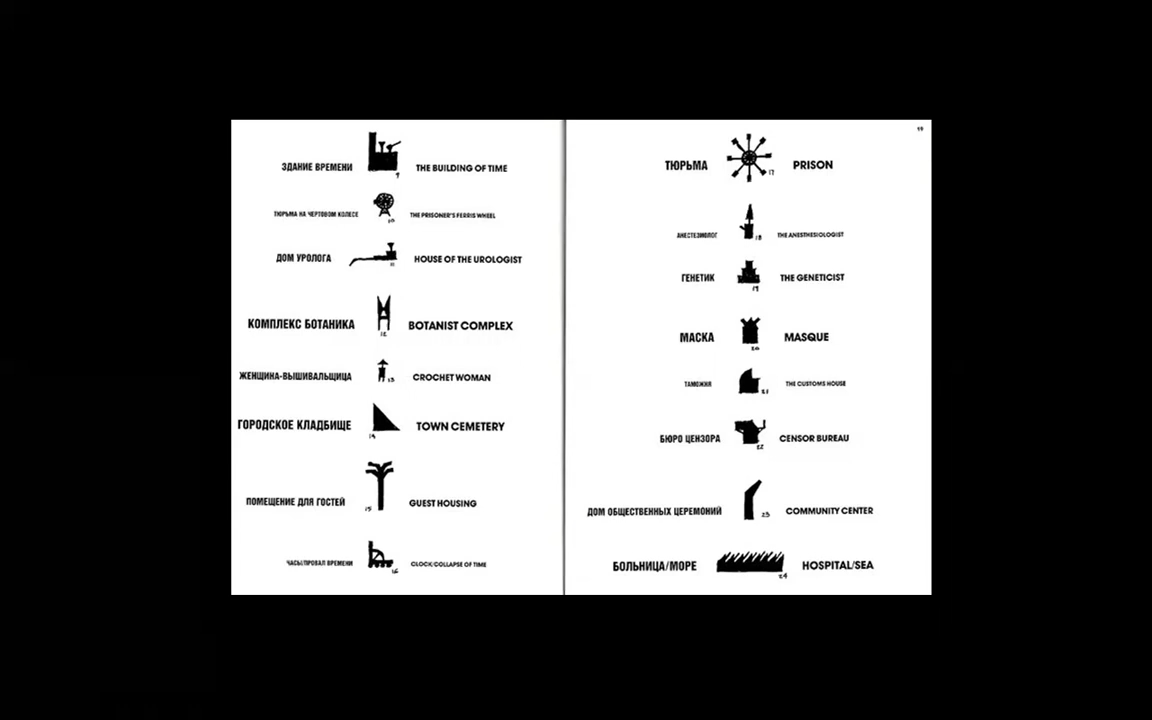 ЗДАНИЕ ВРЕМЕНИ 9 THE BUILDING OF TIME
ТЮРЬМА НА ЧЕРТОВОМ КОЛЕСЕ 10 THE PRISONER'S FERRIS WHEEL
ДОМ УРОЛОГА 11 HOUSE OF THE UROLOGIST
КОМПЛЕКС БОТАНИКА 12 BOTANIST COMPLEX
ЖЕНЩИНА-ВЫШИВАЛЬЩИЦА 13 CROCHET WOMAN
ГОРОДСКОЕ КЛАДБИЩЕ 14 TOWN CEMETERY
ПОМЕЩЕНИЕ ДЛЯ ГОСТЕЙ 15 GUEST HOUSING
ЧАСЫ/ПРОВАЛ ВРЕМЕНИ 16 CLOCK/COLLAPSE OF TIME
19
ТЮРЬМА 17 PRISON
АНЕСТЕЗИОЛОГ 18 THE ANESTHESIOLOGIST
ГЕНЕТИК 19 THE GENETICIST
МАСКА 20 MASQUE
ТАМОЖНЯ 21 THE CUSTOMS HOUSE
БЮРО ЦЕНЗОРА 22 CENSOR BUREAU
ДОМ ОБЩЕСТВЕННЫХ ЦЕРЕМОНИЙ 23 COMMUNITY CENTER
БОЛЬНИЦА/МОРЕ 24 HOSPITAL/SEA